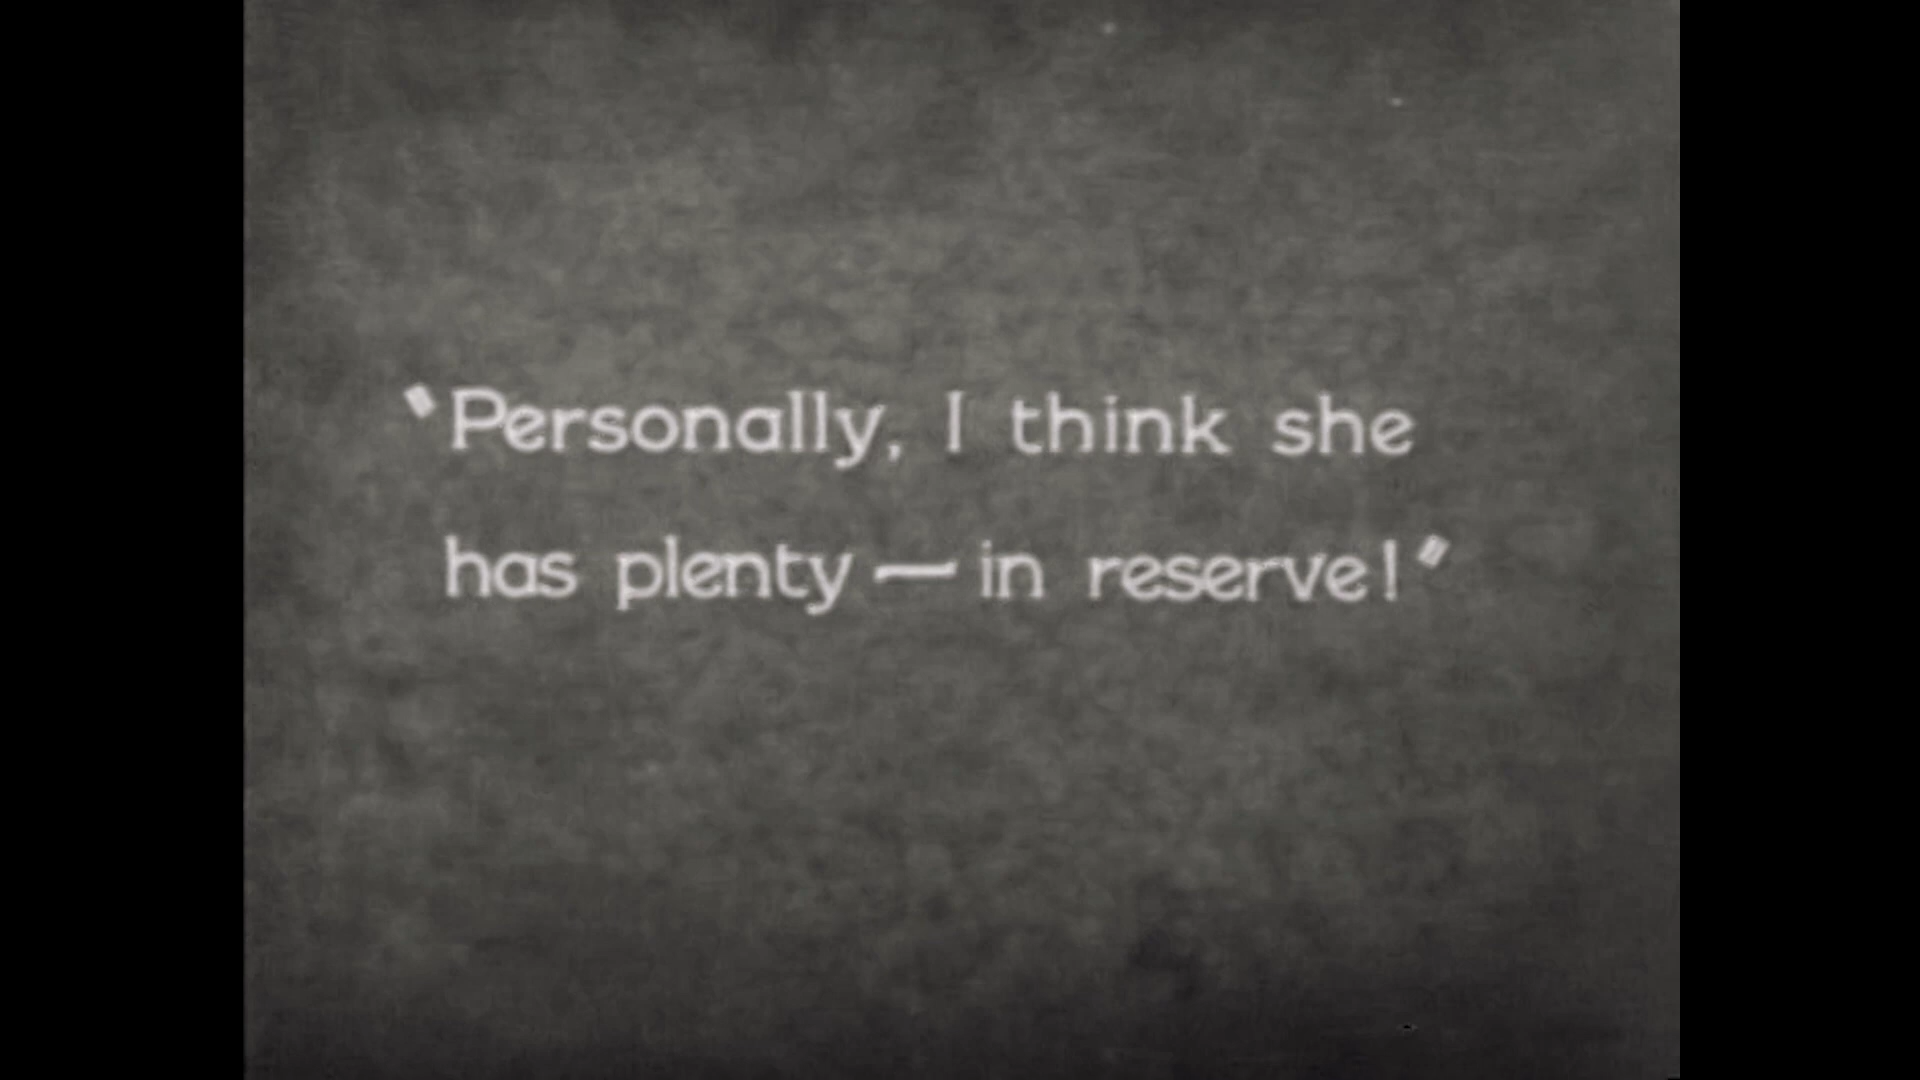 "Personally, I think she
has plenty — in reserve!"